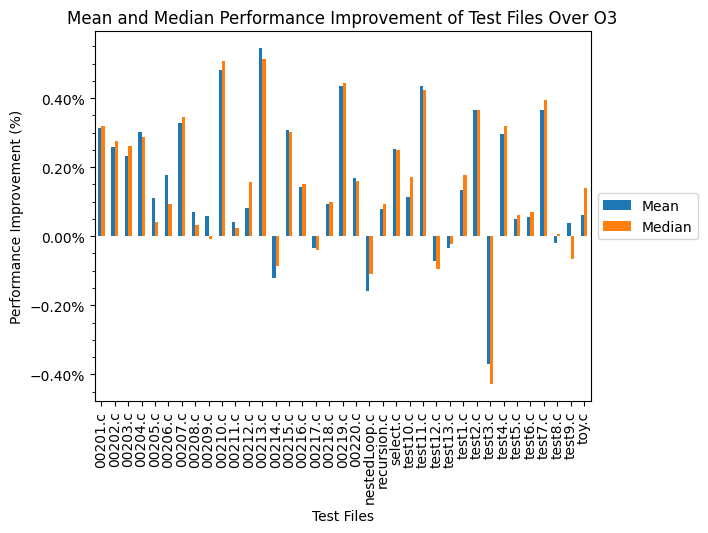 Mean and Median Performance Improvement of Test Files Over O3
Performance Improvement (%)
0.40%
0.20%
0.00%
−0.20%
−0.40%
Mean
Median
00201.c
00202.c
00203.c
00204.c
00205.c
00206.c
00207.c
00208.c
00209.c
00210.c
00211.c
00212.c
00213.c
00214.c
00215.c
00216.c
00217.c
00218.c
00219.c
00220.c
nestedLoop.c
recursion.c
select.c
test10.c
test11.c
test12.c
test13.c
test1.c
test2.c
test3.c
test4.c
test5.c
test6.c
test7.c
test8.c
test9.c
toy.c
Test Files